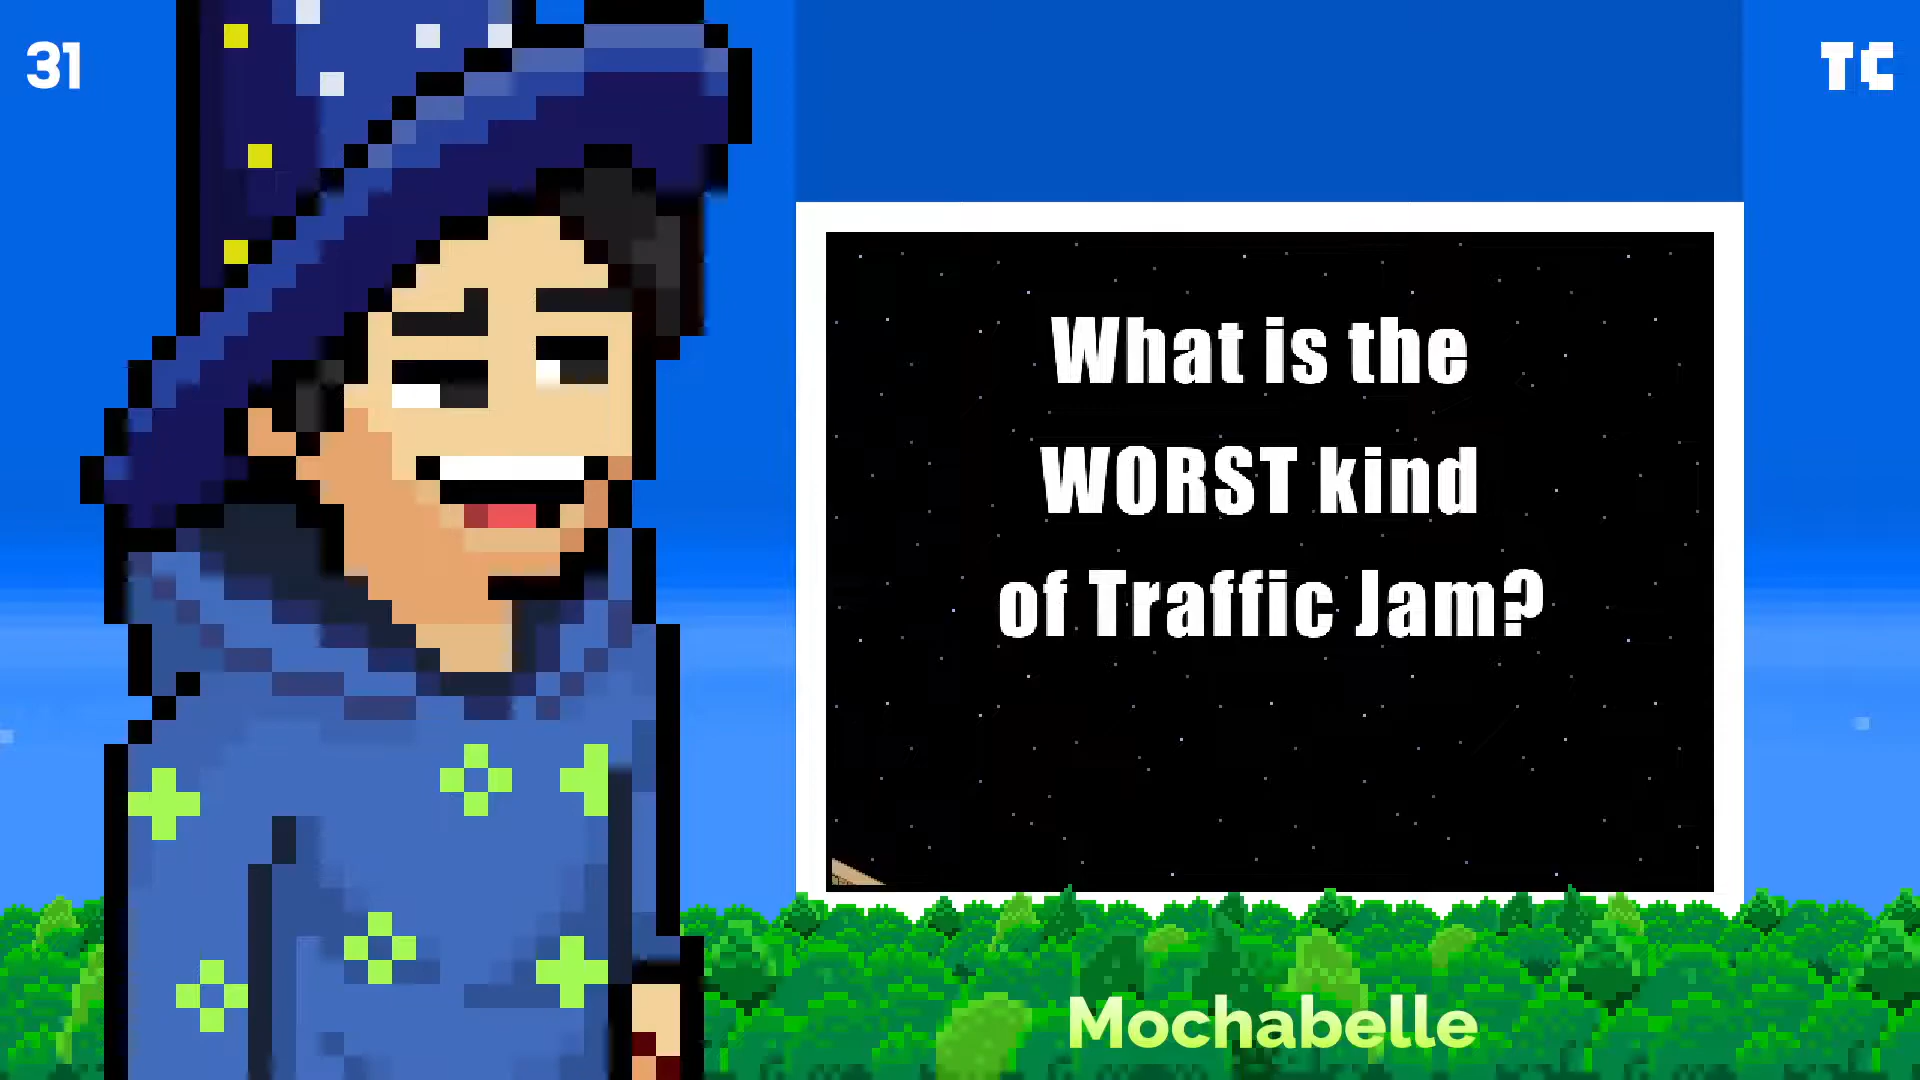 31
TC
What is the
WORST kind
of Traffic Jam?
Mochabelle